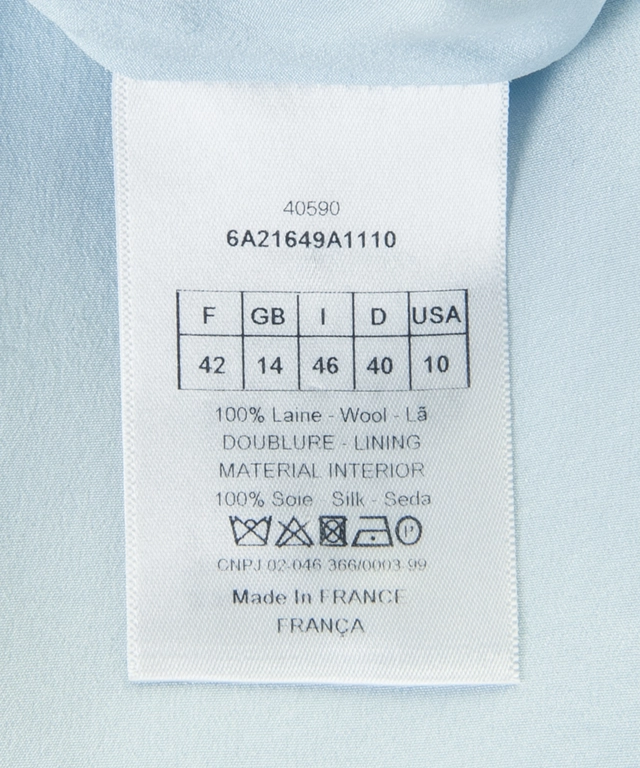 40590
6A21649A1110
F GB I D USA
42 14 46 40 10
100% Laine - Wool - Lã
DOUBLURE - LINING
MATERIAL INTERIOR
100% Soie - Silk - Seda
P
CNPJ 02-046 366/0003-99
Made In FRANCE
FRANÇA